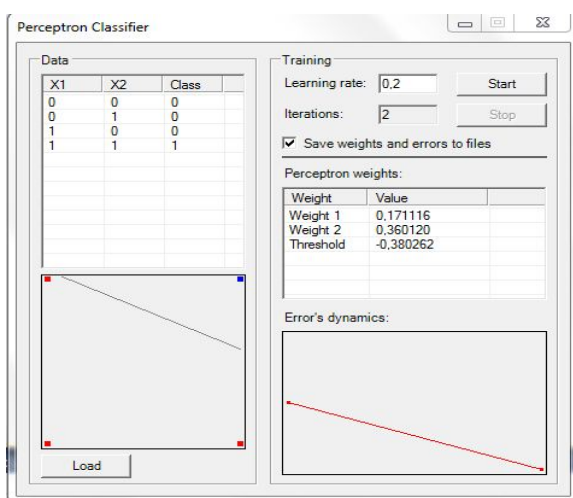 Perceptron Classifier
Data
X1 X2 Class
0 0 0
0 1 0
1 0 0
1 1 1
Load
Training
Learning rate: 0,2 Start
Iterations: 2 Stop
Save weights and errors to files
Perceptron weights:
Weight Value
Weight 1 0,171116
Weight 2 0,360120
Threshold -0,380262
Error's dynamics: